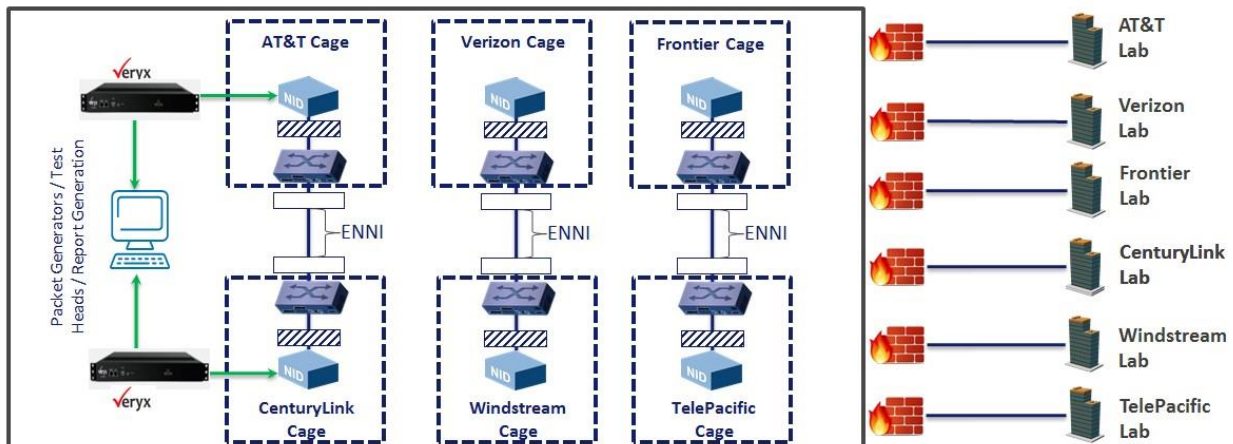 AT&T Cage
Verizon Cage
Frontier Cage
Veryx
NID
NID
NID
Packet Generators / Test
Heads / Report Generation
ENNI
ENNI
ENNI
NID
NID
NID
Veryx
CenturyLink
Cage
Windstream
Cage
TelePacific
Cage
AT&T
Lab
Verizon
Lab
Frontier
Lab
CenturyLink
Lab
Windstream
Lab
TelePacific
Lab